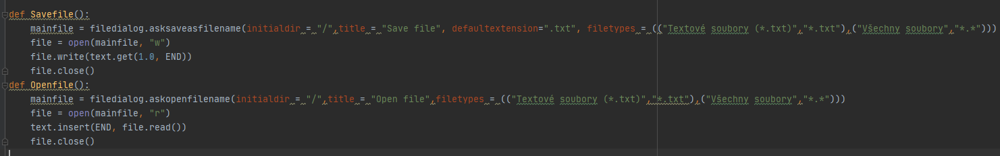 def Savefile():
    mainfile = filedialog.asksaveasfilename(initialdir = "/",title = "Save file", defaultextension=".txt", filetypes = (("Textové soubory (*.txt)","*.txt"),("Všechny soubory","*.*")))
    file = open(mainfile, "w")
    file.write(text.get(1.0, END))
    file.close()
def Openfile():
    mainfile = filedialog.askopenfilename(initialdir = "/",title = "Open file",filetypes = (("Textové soubory (*.txt)","*.txt"),("Všechny soubory","*.*")))
    file = open(mainfile, "r")
    text.insert(END, file.read())
    file.close()